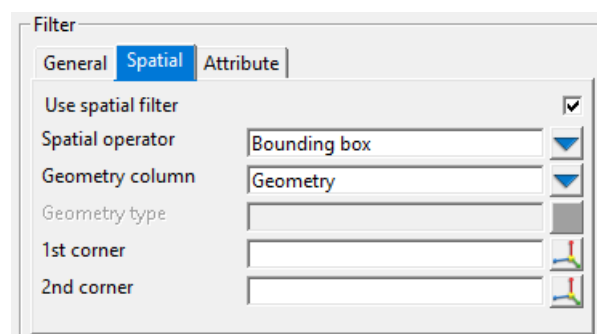 Filter
General Spatial Attribute
Use spatial filter
Spatial operator Bounding box
Geometry column Geometry
Geometry type
1st corner
2nd corner